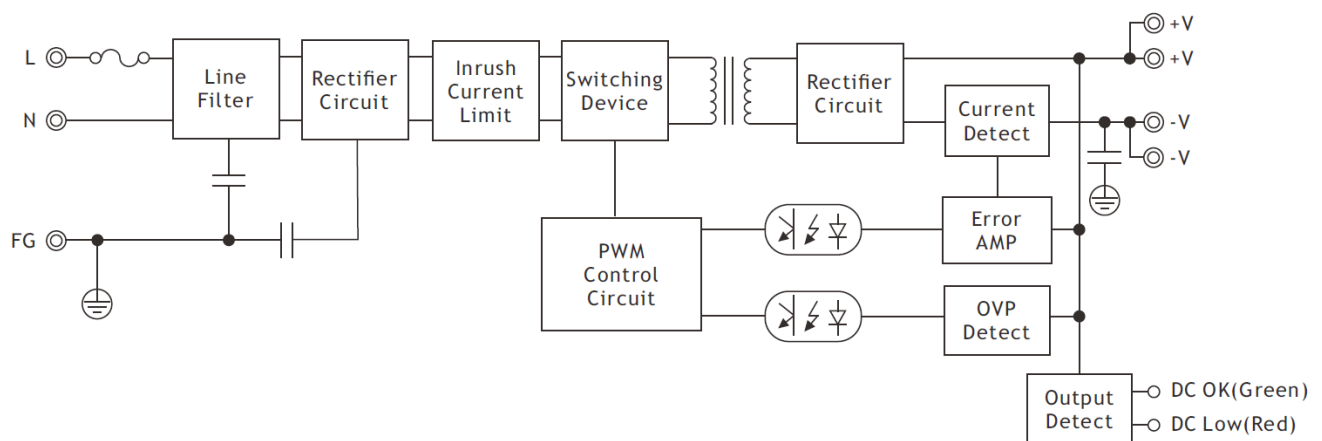 L
N
FG
Line
Filter
Rectifier
Circuit
Inrush
Current
Limit
Switching
Device
Rectifier
Circuit
Current
Detect
+V
+V
-V
-V
PWM
Control
Circuit
Error
AMP
OVP
Detect
Output
Detect
DC OK(Green)
DC Low(Red)